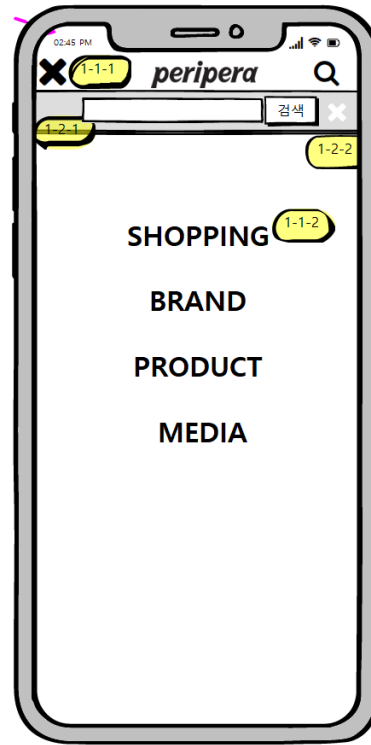 02:45 PM
1-1-1
peripera
검색
1-2-1
1-2-2
SHOPPING
1-1-2
BRAND
PRODUCT
MEDIA